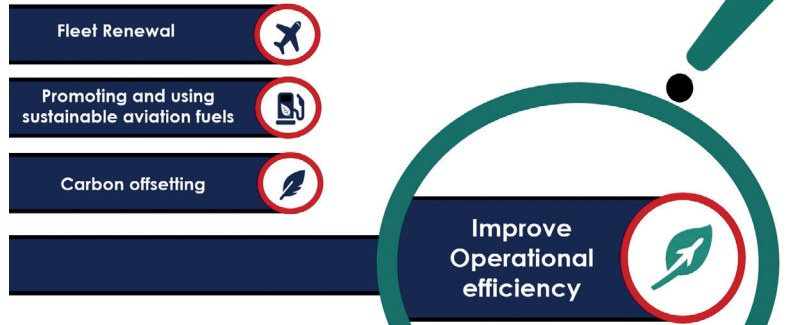 Fleet Renewal
Promoting and using
sustainable aviation fuels
Carbon offsetting
Improve
Operational
efficiency